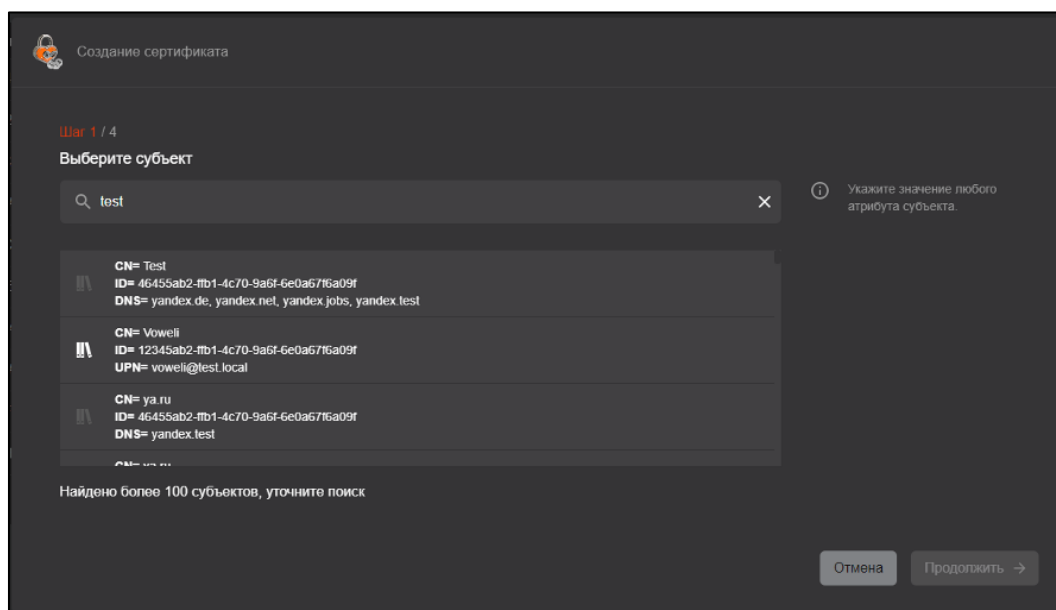 Создание сертификата
Шаг 1 / 4
Выберите субъект
test
Укажите значение любого
атрибута субъекта.
CN= Test
ID= 46455ab2-ffb1-4c70-9a6f-6e0a67f6a09f
DNS= yandex.de, yandex.net, yandex.jobs, yandex.test
CN= Voweli
ID= 12345ab2-ffb1-4c70-9a6f-6e0a67f6a09f
UPN= voweli@test.local
CN= ya.ru
ID= 46455ab2-ffb1-4c70-9a6f-6e0a67f6a09f
DNS= yandex.test
CN= ya.ru
Найдено более 100 субъектов, уточните поиск
Отмена
Продолжить